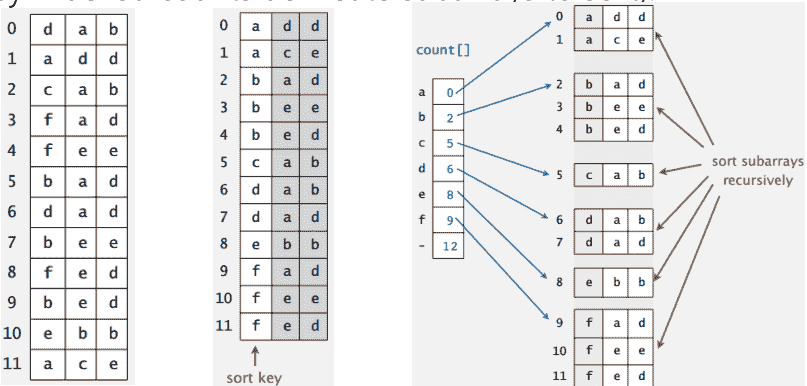 0 d a b
1 a d d
2 c a b
3 f a d
4 f e e
5 b a d
6 d a d
7 b e e
8 f e d
9 b e d
10 e b b
11 a c e
0 a d d
1 a c e
2 b a d
3 b e e
4 b e d
5 c a b
6 d a b
7 d a d
8 e b b
9 f a d
10 f e e
11 f e d
sort key
count[]
a 0
b 2
c 5
d 6
e 8
f 9
- 12
0 a d d
1 a c e
2 b a d
3 b e e
4 b e d
5 c a b
6 d a b
7 d a d
8 e b b
9 f a d
10 f e e
11 f e d
sort subarrays
recursively